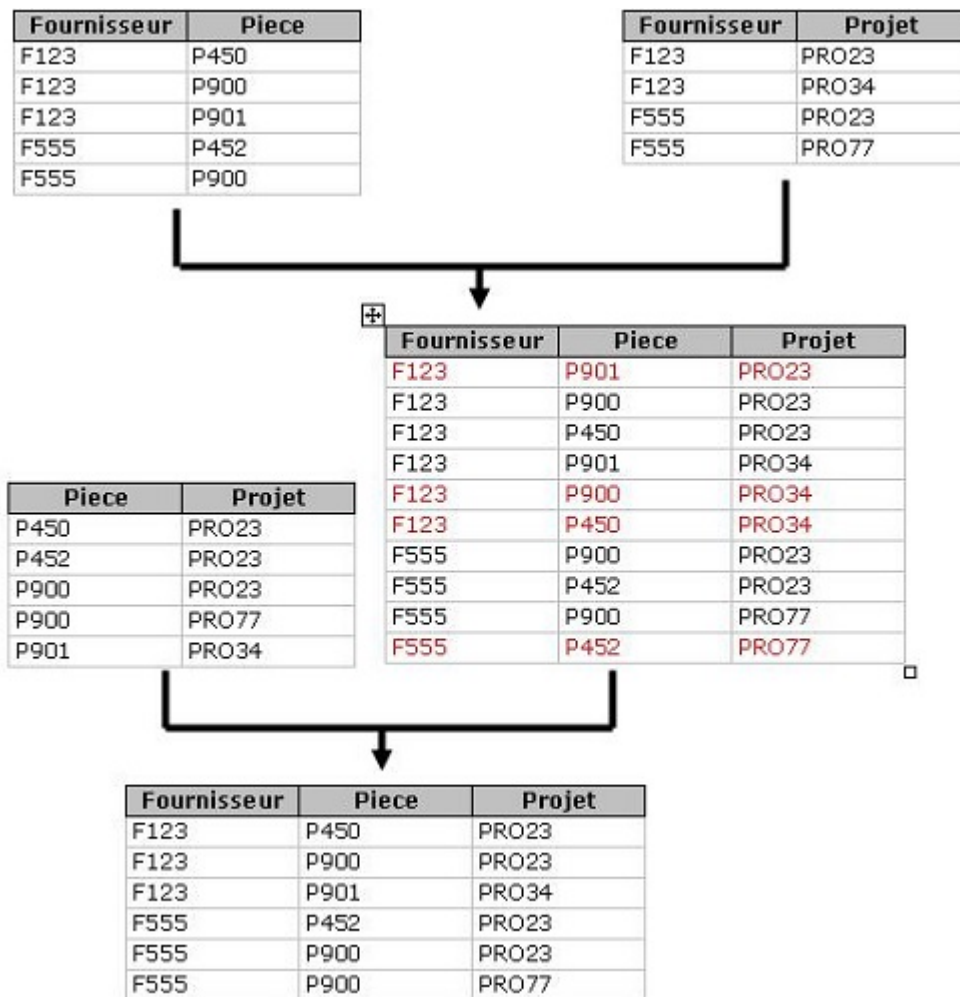 Fournisseur Piece
F123 P450
F123 P900
F123 P901
F555 P452
F555 P900
Fournisseur Projet
F123 PRO23
F123 PRO34
F555 PRO23
F555 PRO77
Fournisseur Piece Projet
F123 P901 PRO23
F123 P900 PRO23
F123 P450 PRO23
F123 P901 PRO34
F123 P900 PRO34
F123 P450 PRO34
F555 P900 PRO23
F555 P452 PRO23
F555 P900 PRO77
F555 P452 PRO77
Piece Projet
P450 PRO23
P452 PRO23
P900 PRO23
P900 PRO77
P901 PRO34
Fournisseur Piece Projet
F123 P450 PRO23
F123 P900 PRO23
F123 P901 PRO34
F555 P452 PRO23
F555 P900 PRO23
F555 P900 PRO77